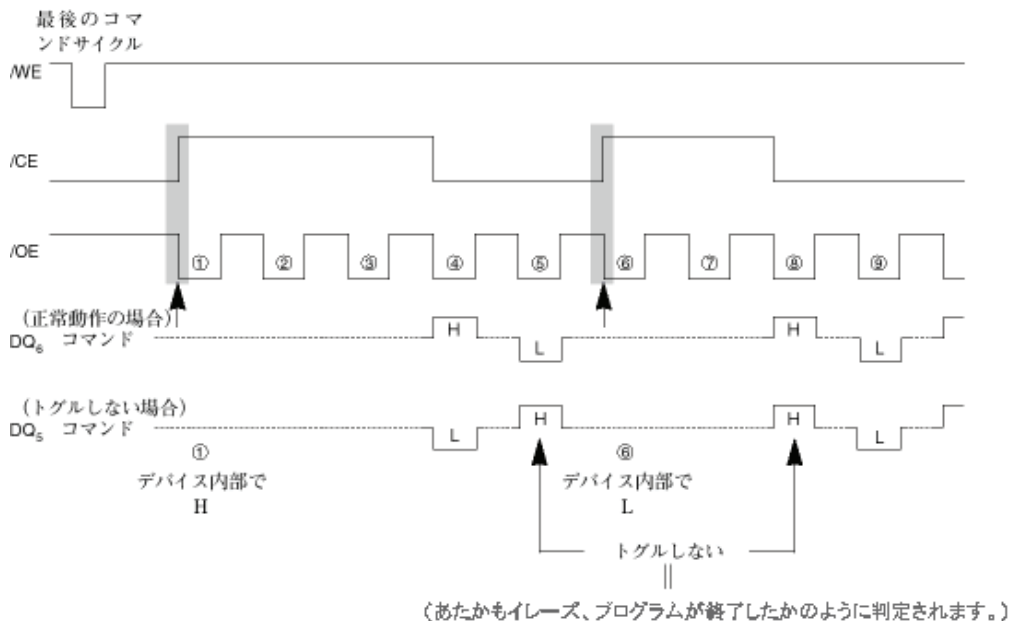 最後のコマ
ンドサイクル
/WE
/CE
/OE
① ② ③ ④ ⑤ ⑥ ⑦ ⑧ ⑨
（正常動作の場合）
DQ₆ コマンド
H L H L
（トグルしない場合）
DQ₅ コマンド
L H H L
① ⑥
デバイス内部で デバイス内部で
H L
トグルしない
||
（あたかもイレーズ、プログラムが終了したかのように判定されます。）